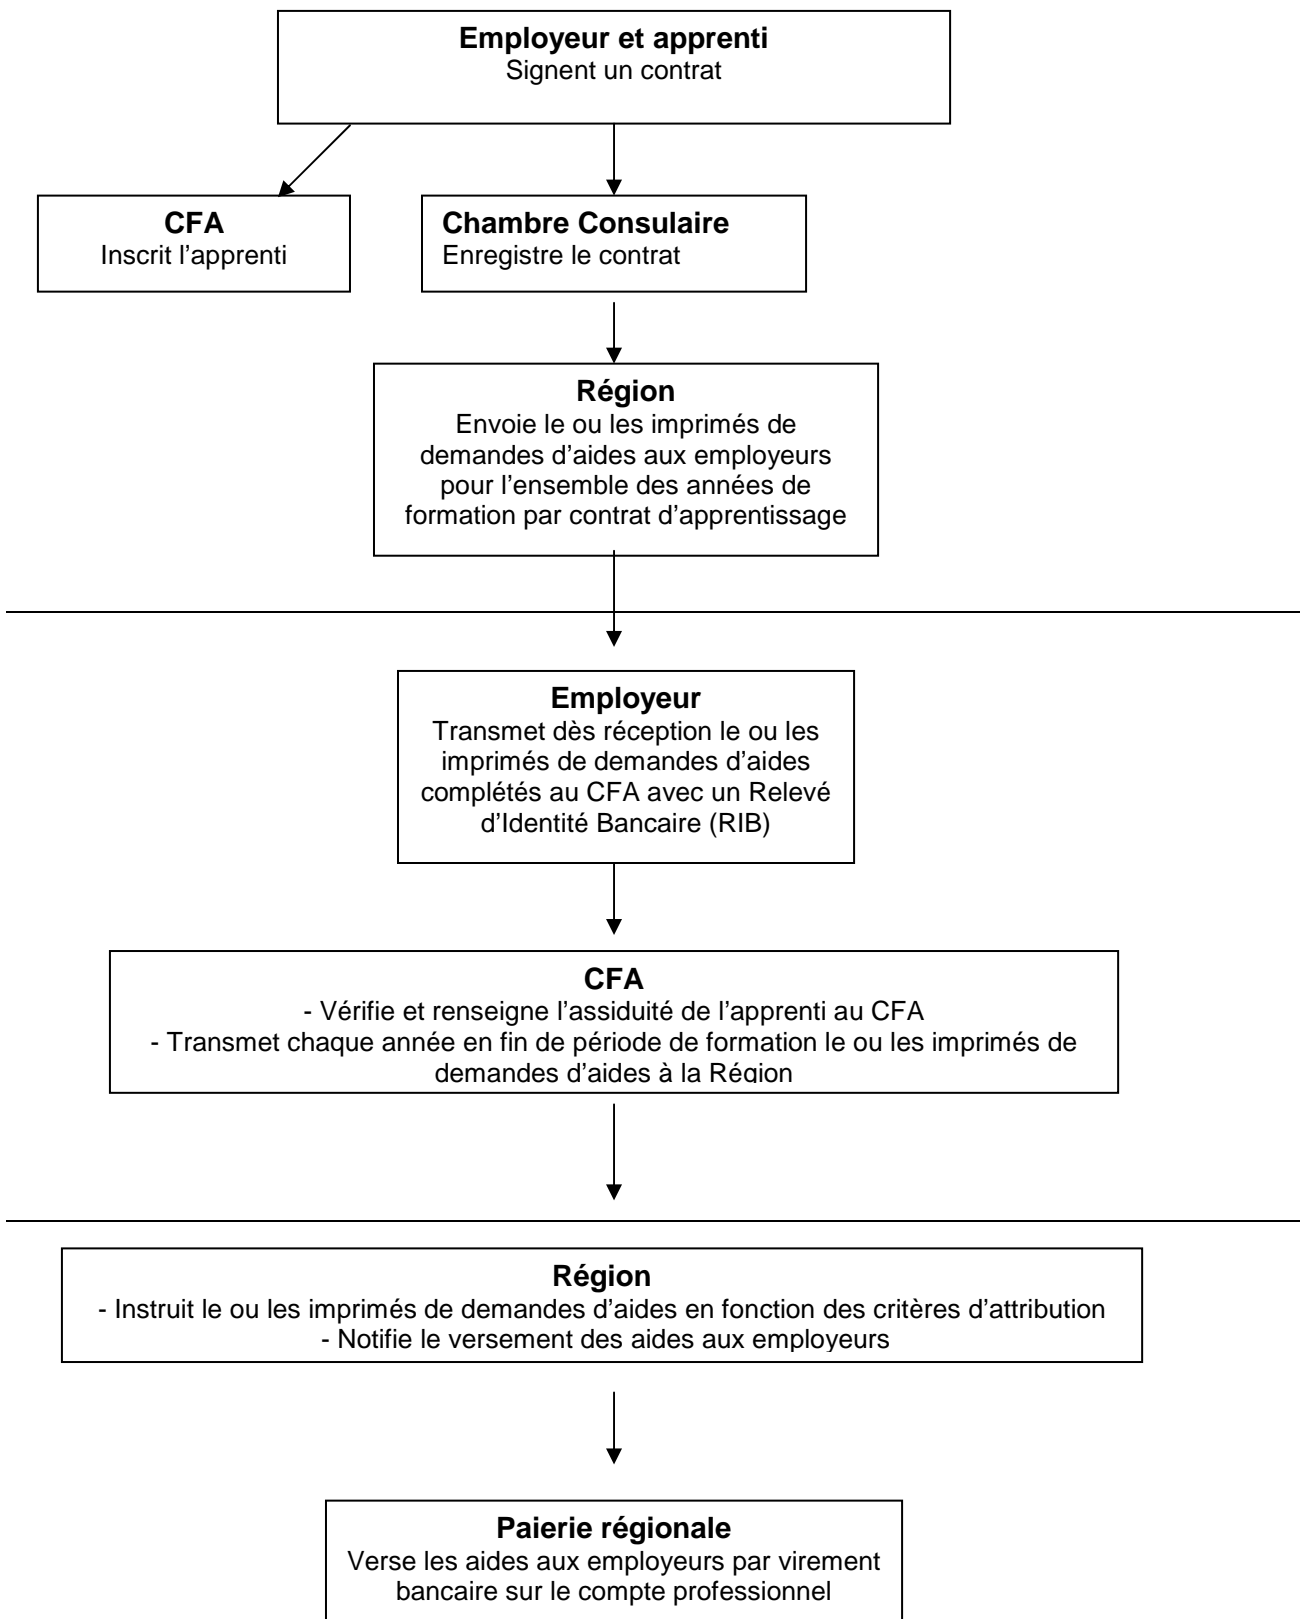 Employeur et apprenti
Signent un contrat
CFA
Inscrit l’apprenti
Chambre Consulaire
Enregistre le contrat
Région
Envoie le ou les imprimés de
demandes d’aides aux employeurs
pour l’ensemble des années de
formation par contrat d’apprentissage
Employeur
Transmet dès réception le ou les
imprimés de demandes d’aides
complétés au CFA avec un Relevé
d’Identité Bancaire (RIB)
CFA
- Vérifie et renseigne l’assiduité de l’apprenti au CFA
- Transmet chaque année en fin de période de formation le ou les imprimés de
demandes d’aides à la Région
Région
- Instruit le ou les imprimés de demandes d’aides en fonction des critères d’attribution
- Notifie le versement des aides aux employeurs
Paierie régionale
Verse les aides aux employeurs par virement
bancaire sur le compte professionnel